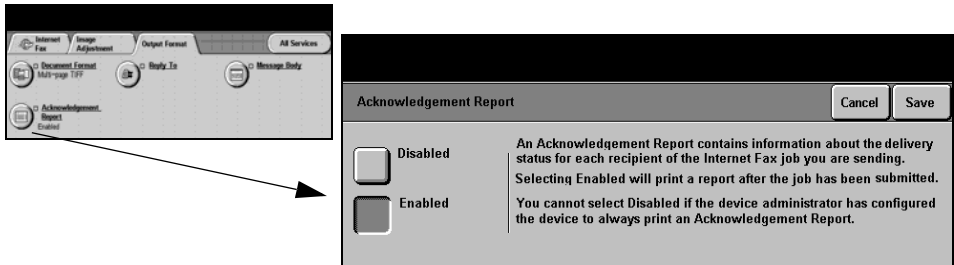 Internet Fax
Image Adjustment
Output Format
All Services
Document Format
Multi-page TIFF
Reply To
Message Body
Acknowledgement Report
Enabled
Acknowledgement Report
Cancel
Save
Disabled
Enabled
An Acknowledgement Report contains information about the delivery
status for each recipient of the Internet Fax job you are sending.
Selecting Enabled will print a report after the job has been submitted.
You cannot select Disabled if the device administrator has configured
the device to always print an Acknowledgement Report.